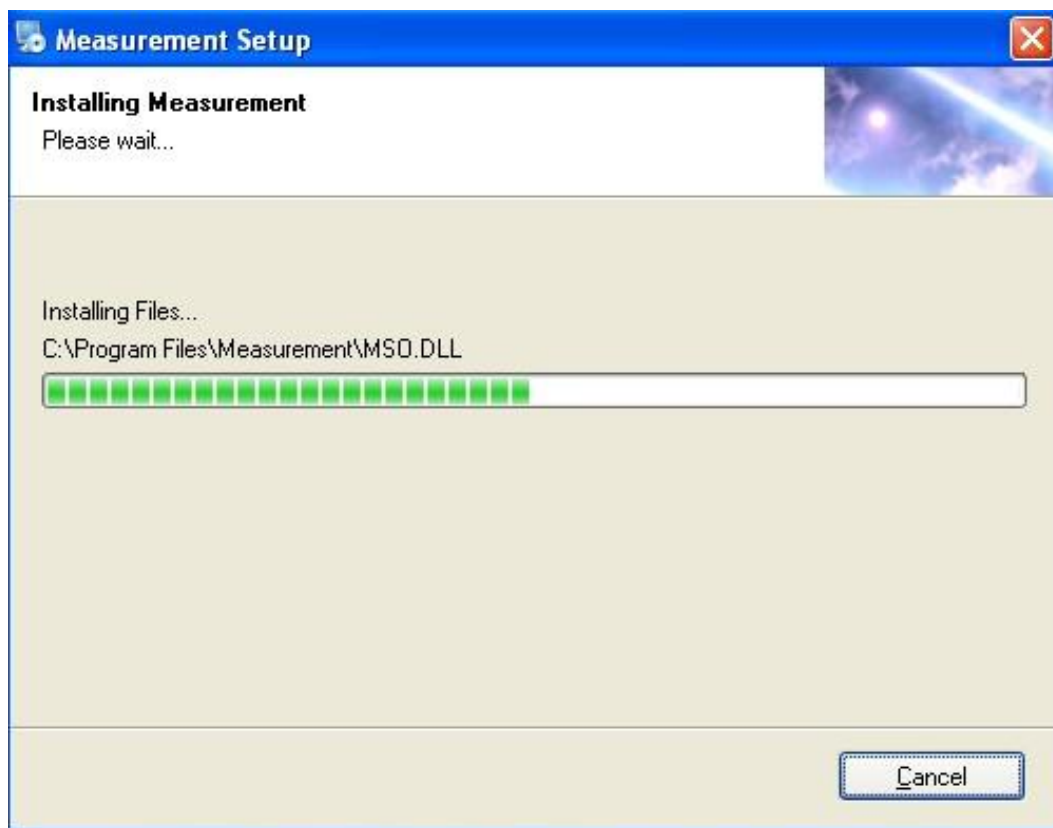 Measurement Setup
Installing Measurement
Please wait...
Installing Files...
C:\Program Files\Measurement\MSO.DLL
Cancel